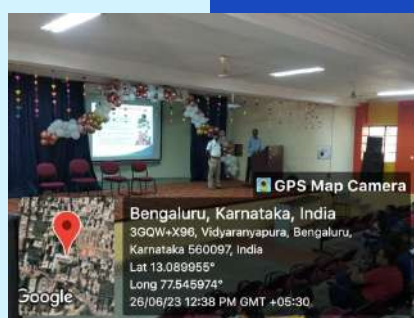 GPS Map Camera
Bengaluru, Karnataka, India
3GQW+X96, Vidyaranyapura, Bengaluru,
Karnataka 560097, India
Lat 13.089955°
Long 77.545974°
26/06/23 12:38 PM GMT +05:30
Google